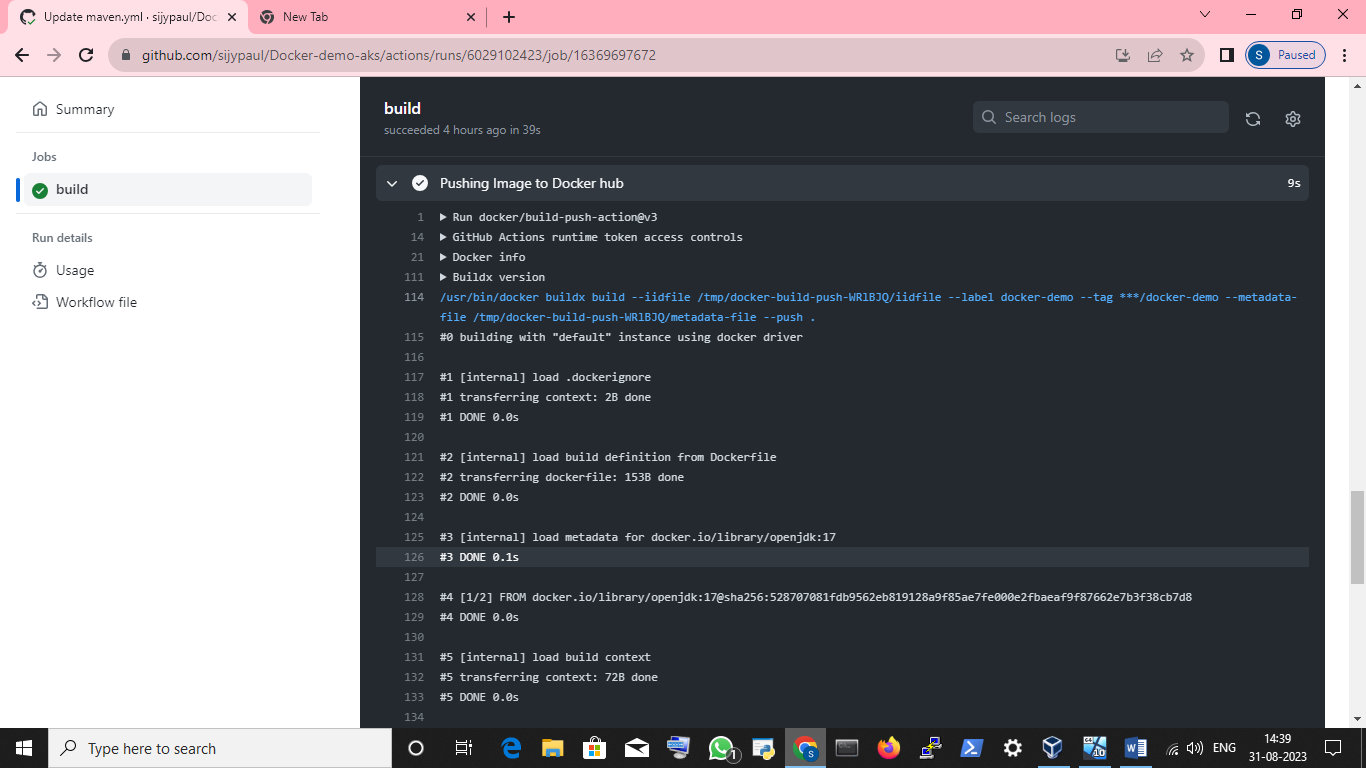 Update maven.yml · sijypaul/Doc
New Tab
github.com/sijypaul/Docker-demo-aks/actions/runs/6029102423/job/16369697672
S Paused
Summary
Jobs
build
Run details
Usage
Workflow file
build
succeeded 4 hours ago in 39s
Search logs
Pushing Image to Docker hub 9s
1 Run docker/build-push-action@v3
14 GitHub Actions runtime token access controls
21 Docker info
111 Buildx version
114 /usr/bin/docker buildx build --iidfile /tmp/docker-build-push-WRlBJQ/iidfile --label docker-demo --tag ***/docker-demo --metadata-
file /tmp/docker-build-push-WRlBJQ/metadata-file --push .
115 #0 building with "default" instance using docker driver
116
117 #1 [internal] load .dockerignore
118 #1 transferring context: 2B done
119 #1 DONE 0.0s
120
121 #2 [internal] load build definition from Dockerfile
122 #2 transferring dockerfile: 153B done
123 #2 DONE 0.0s
124
125 #3 [internal] load metadata for docker.io/library/openjdk:17
126 #3 DONE 0.1s
127
128 #4 [1/2] FROM docker.io/library/openjdk:17@sha256:528707081fdb9562eb819128a9f85ae7fe000e2fbaeaf9f87662e7b3f38cb7d8
129 #4 DONE 0.0s
130
131 #5 [internal] load build context
132 #5 transferring context: 72B done
133 #5 DONE 0.0s
134
Type here to search
1
S
10
ENG
14:39
31-08-2023